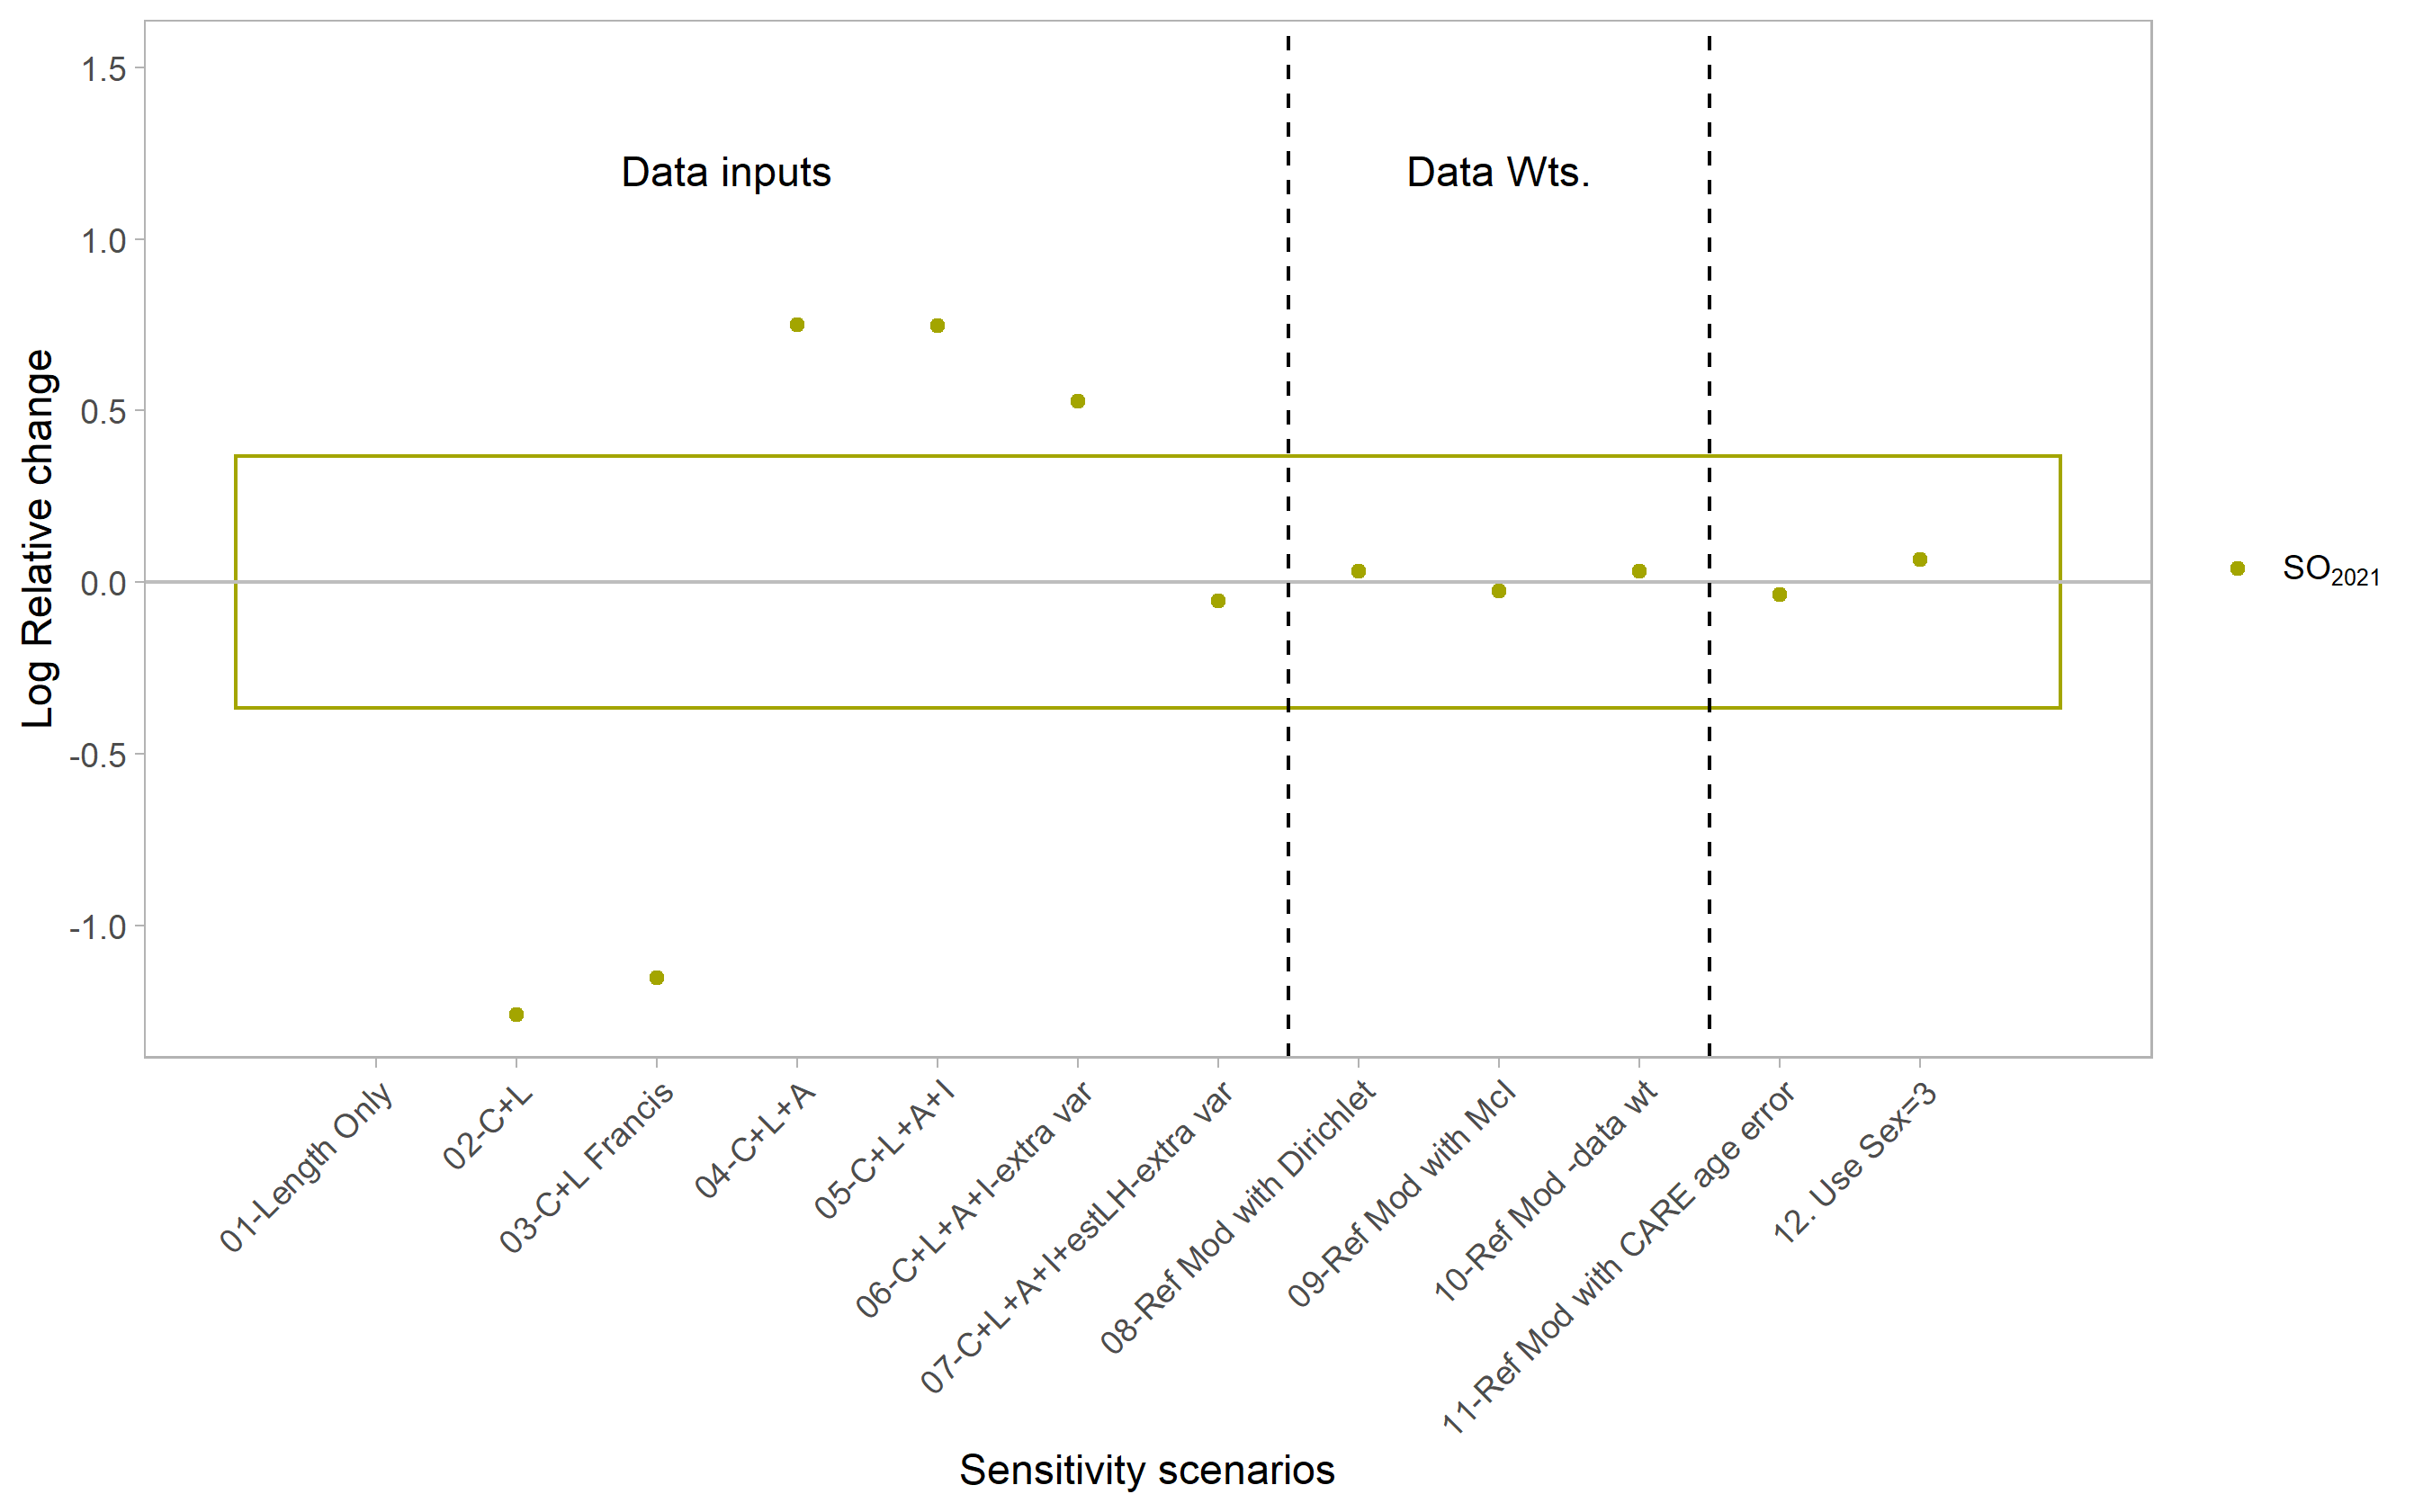 Data inputs
Data Wts.
Log Relative change
1.5
1.0
0.5
0.0
-0.5
-1.0
SO2021
01-Length Only
02-C+L
03-C+L Francis
04-C+L+A
05-C+L+A+I
06-C+L+A+I-extra var
07-C+L+A+I+estLH-extra var
08-Ref Mod with Dirichlet
09-Ref Mod with McI
10-Ref Mod -data wt
11-Ref Mod with CARE age error
12. Use Sex=3
Sensitivity scenarios